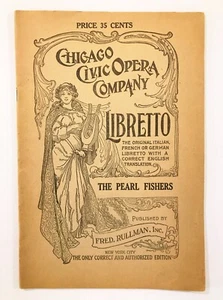 PRICE 35 CENTS
CHICAGO
CIVIC OPERA
COMPANY
LIBRETTO
THE ORIGINAL ITALIAN,
FRENCH OR GERMAN
LIBRETTO WITH A
CORRECT ENGLISH
TRANSLATION.
THE PEARL FISHERS
PUBLISHED BY
FRED. RULLMAN, INC.
NEW YORK CITY
"THE ONLY CORRECT AND AUTHORIZED EDITION"